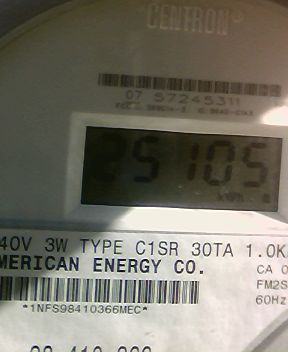 CENTRON
07 57245311
25105
kWh
40V 3W TYPE C1SR 30TA 1.0K
MERICAN ENERGY CO.
CA 0
FM2S
60Hz
*1NFS98410366MEC*